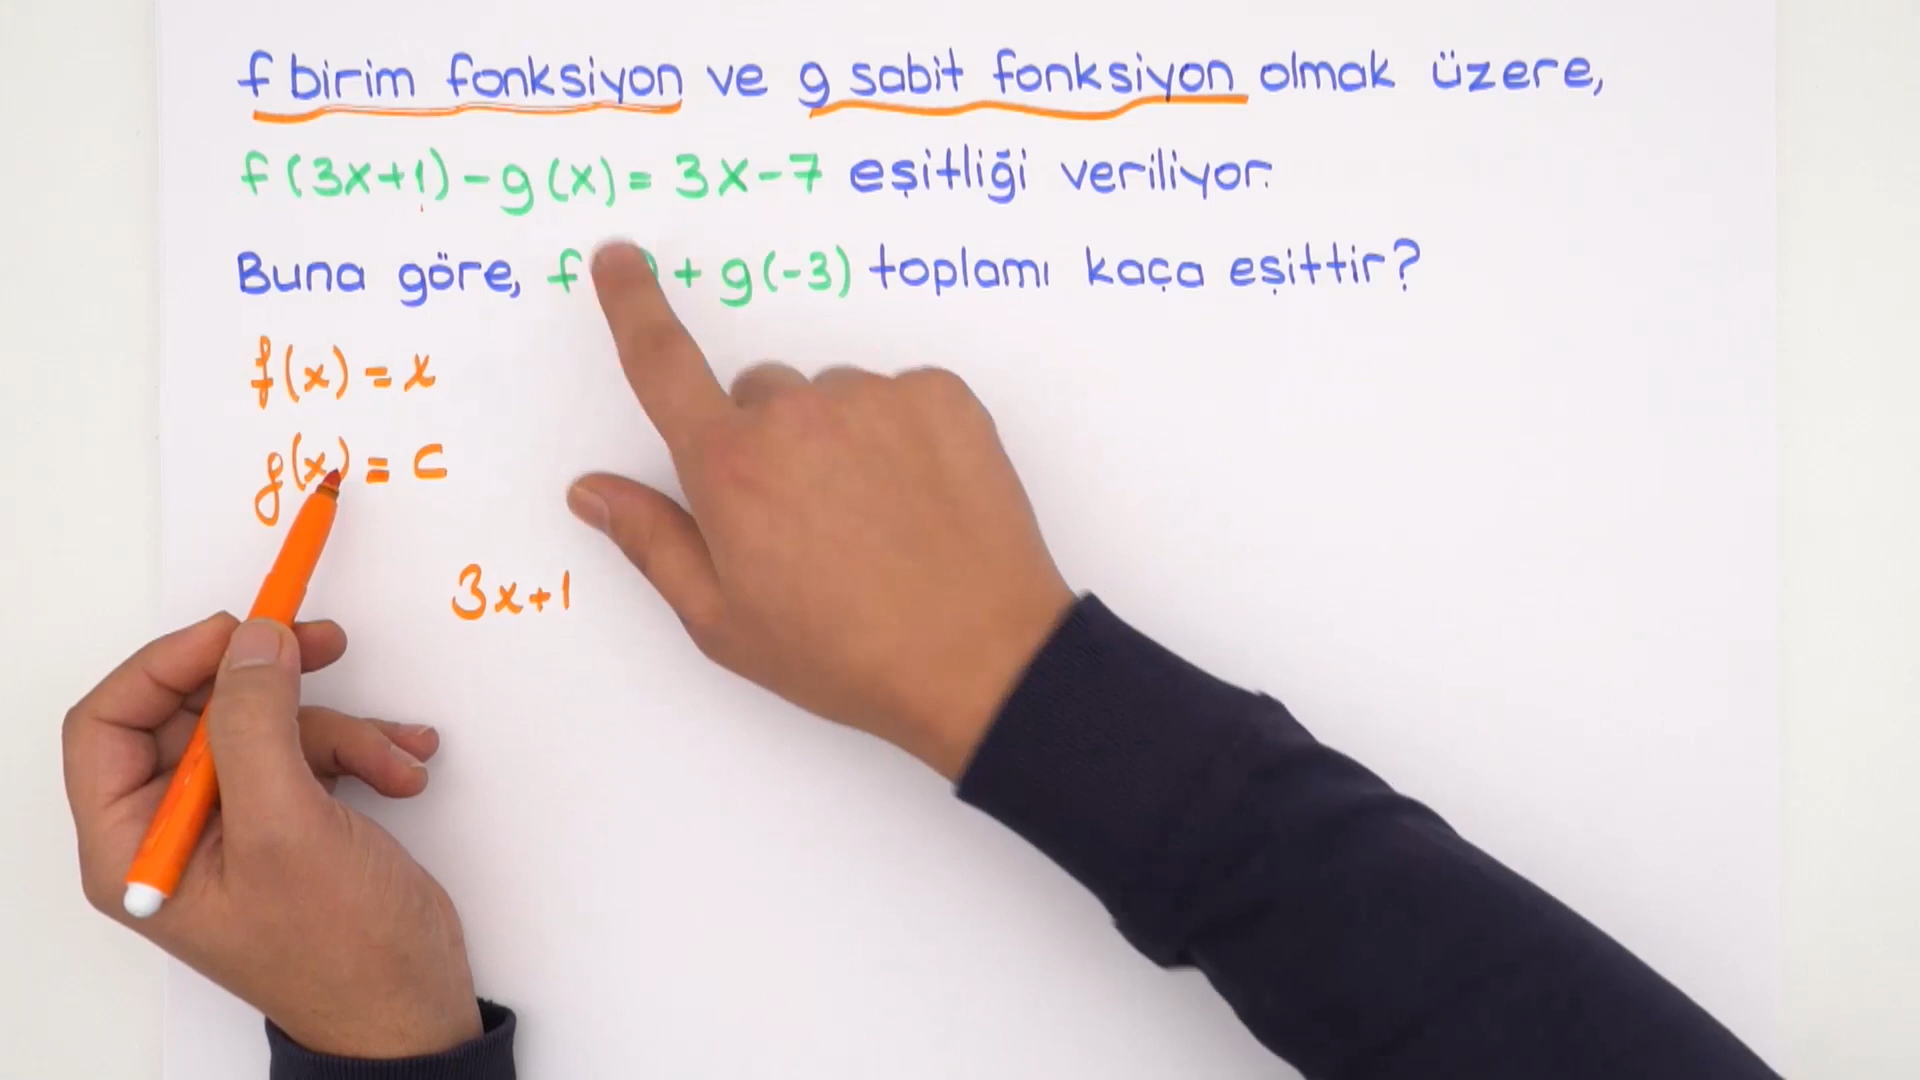 f birim fonksiyon ve g sabit fonksiyon olmak üzere,
f(3x+1)-g(x)=3x-7 eşitliği veriliyor.
Buna göre, f ) + g(-3) toplamı kaça eşittir?
f(x) = x
g(x) = c
3x+1